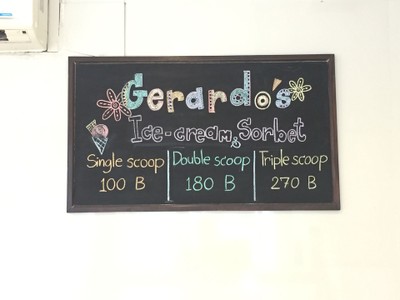 Gerardo's
Ice-cream & Sorbet
Single scoop Double scoop Triple scoop
100 B 180 B 270 B